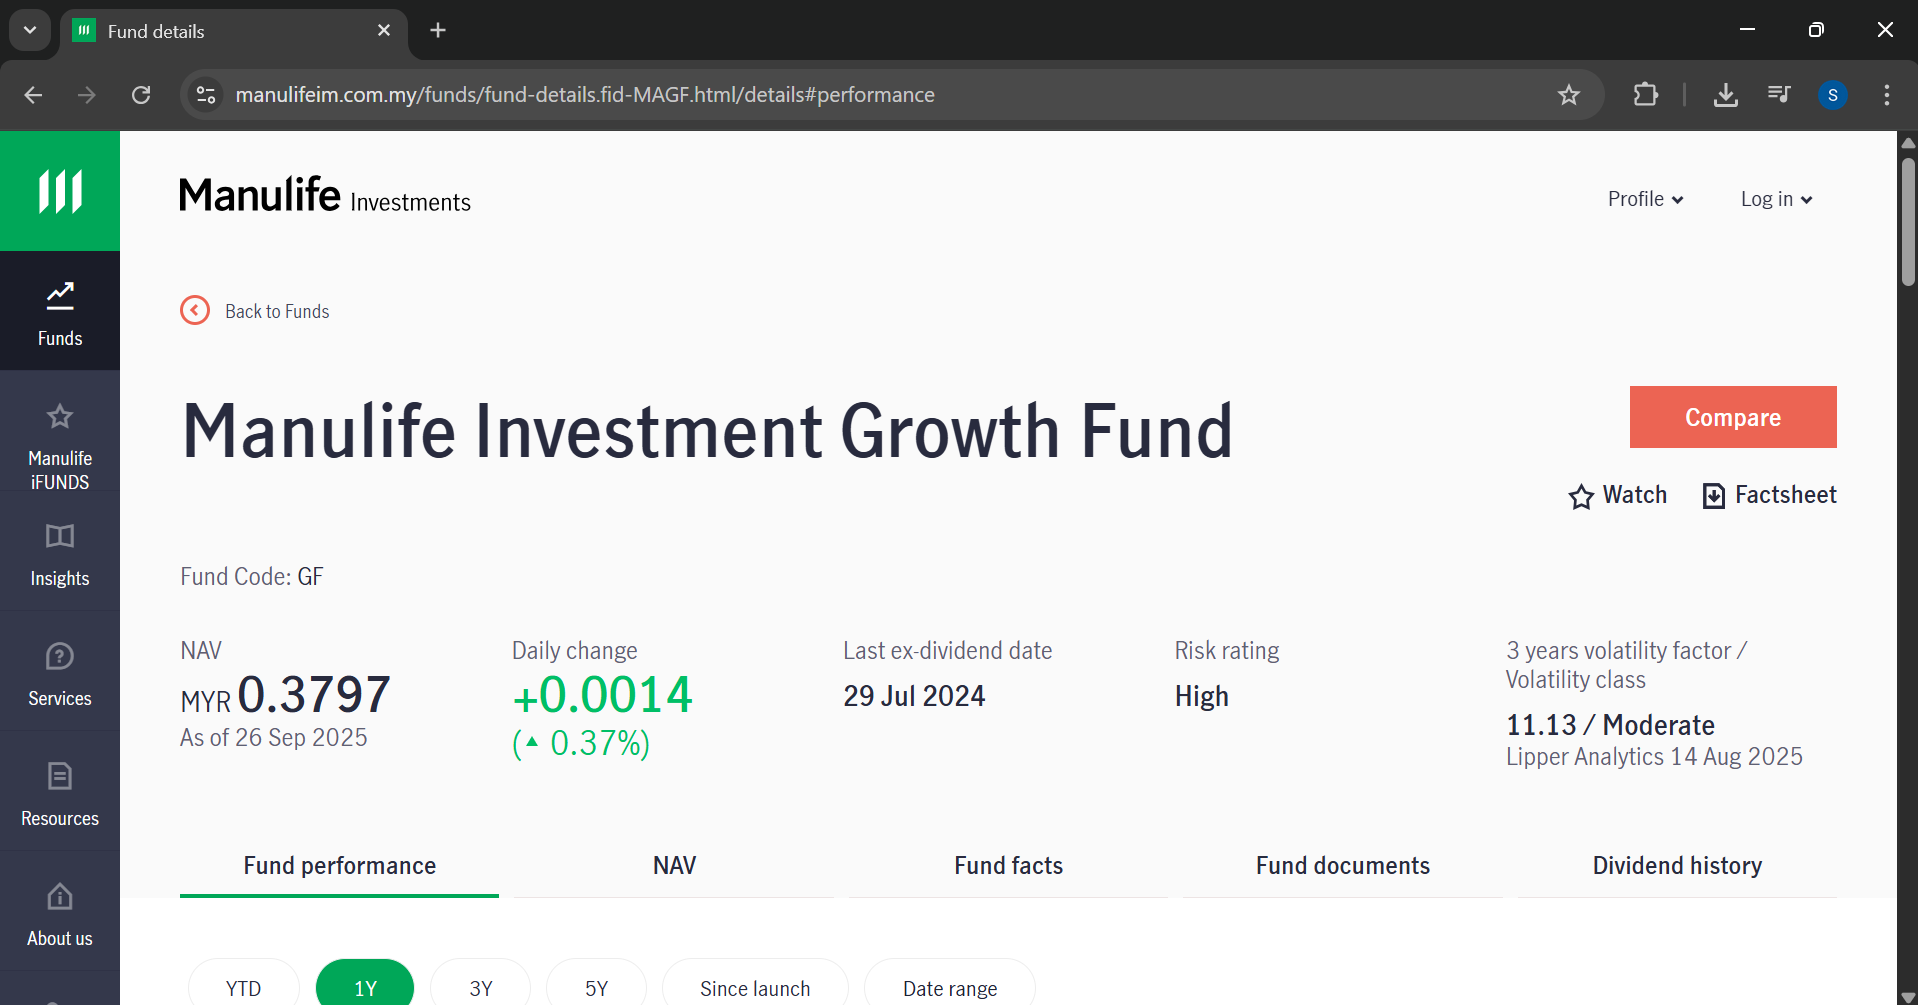 Fund details
manulifeim.com.my/funds/fund-details.fid-MAGF.html/details#performance
S
Manulife Investments
Profile
Log in
Funds
Manulife
iFUNDS
Insights
Services
Resources
About us
Back to Funds
Manulife Investment Growth Fund
Compare
Watch
Factsheet
Fund Code: GF
NAV
MYR 0.3797
As of 26 Sep 2025
Daily change
+0.0014
(▲ 0.37%)
Last ex-dividend date
29 Jul 2024
Risk rating
High
3 years volatility factor /
Volatility class
11.13 / Moderate
Lipper Analytics 14 Aug 2025
Fund performance
NAV
Fund facts
Fund documents
Dividend history
YTD
1Y
3Y
5Y
Since launch
Date range